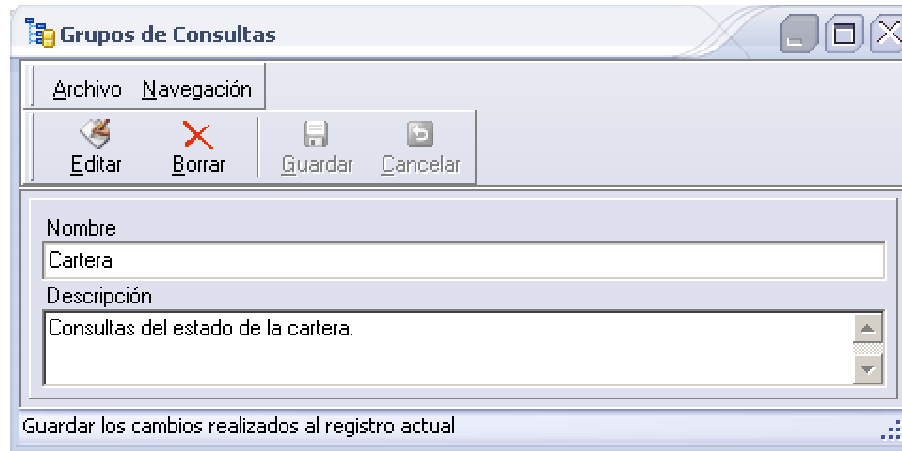 Grupos de Consultas
Archivo Navegación
Editar Borrar Guardar Cancelar
Nombre
Cartera
Descripción
Consultas del estado de la cartera.
Guardar los cambios realizados al registro actual